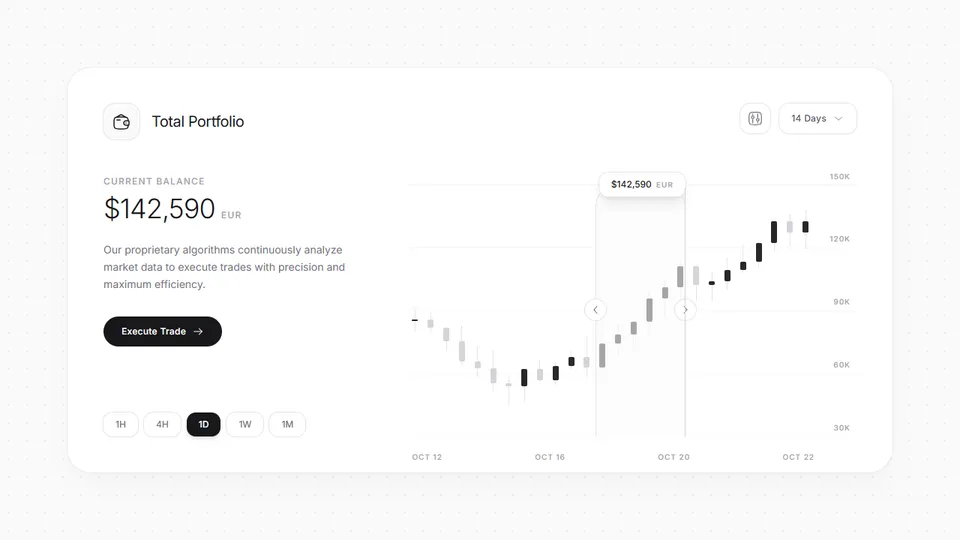 Total Portfolio
14 Days
CURRENT BALANCE
$142,590 EUR
Our proprietary algorithms continuously analyze
market data to execute trades with precision and
maximum efficiency.
Execute Trade
1H
4H
1D
1W
1M
$142,590 EUR
150K
120K
90K
60K
30K
OCT 12
OCT 16
OCT 20
OCT 22